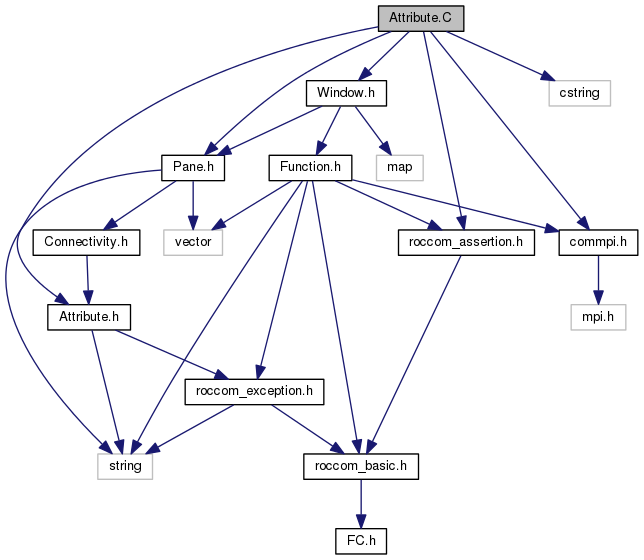 Attribute.C
Window.h
cstring
Pane.h
Function.h
map
Connectivity.h
vector
roccom_assertion.h
commpi.h
Attribute.h
mpi.h
roccom_exception.h
string
roccom_basic.h
FC.h